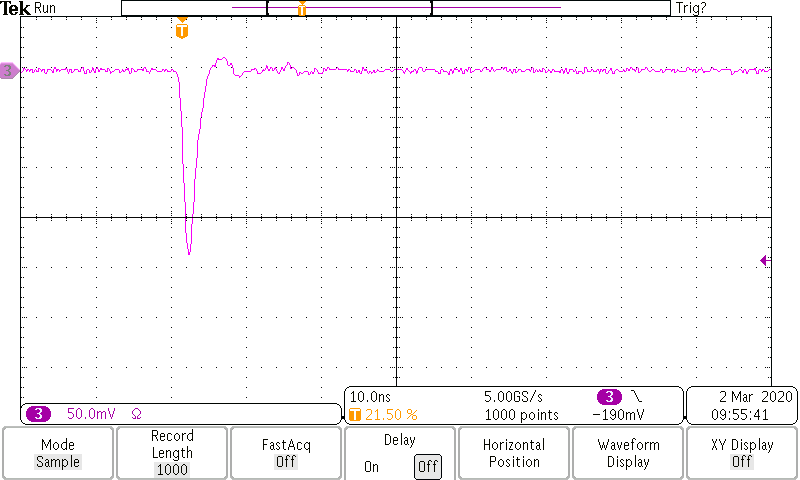 Tek Run Trig?
T
T
3
10.0ns 5.00GS/s 3 2 Mar 2020
3 50.0mV Ω T 21.50 % 1000 points −190mV 09:55:41
Mode
Sample
Record
Length
1000
FastAcq
Off
Delay
On Off
Horizontal
Position
Waveform
Display
XY Display
Off